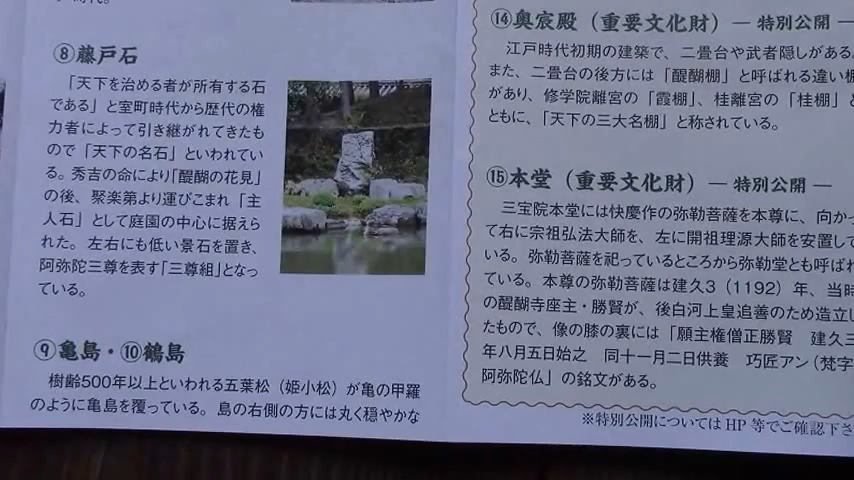 時代。
⑧藤戸石
「天下を治める者が所有する石
である」と室町時代から歴代の権
力者によって引き継がれてきたも
ので「天下の名石」といわれてい
る。秀吉の命により「醍醐の花見」
の後、聚楽第より運びこまれ「主
人石」として庭園の中心に据えら
れた。左右にも低い景石を置き、
阿弥陀三尊を表す「三尊組」となっ
ている。
⑨亀島・⑩鶴島
樹齢500年以上といわれる五葉松（姫小松）が亀の甲羅
のように亀島を覆っている。島の右側の方には丸く穏やかな
⑭奥宸殿（重要文化財）― 特別公開 ―
江戸時代初期の建築で、二畳台や武者隠しがある。
また、二畳台の後方には「醍醐棚」と呼ばれる違い棚
があり、修学院離宮の「霞棚」、桂離宮の「桂棚」と
ともに、「天下の三大名棚」と称されている。
⑮本堂（重要文化財）― 特別公開 ―
三宝院本堂には快慶作の弥勒菩薩を本尊に、向かっ
て右に宗祖弘法大師を、左に開祖理源大師を安置して
いる。弥勒菩薩を祀っているところから弥勒堂とも呼ばれ
ている。本尊の弥勒菩薩は建久3（1192）年、当時
の醍醐寺座主・勝賢が、後白河上皇追善のため造立し
たもので、像の膝の裏には「願主権僧正勝賢　建久三
年八月五日始之　同十一月二日供養　巧匠アン（梵字
阿弥陀仏」の銘文がある。
※特別公開についてはHP等でご確認下さ